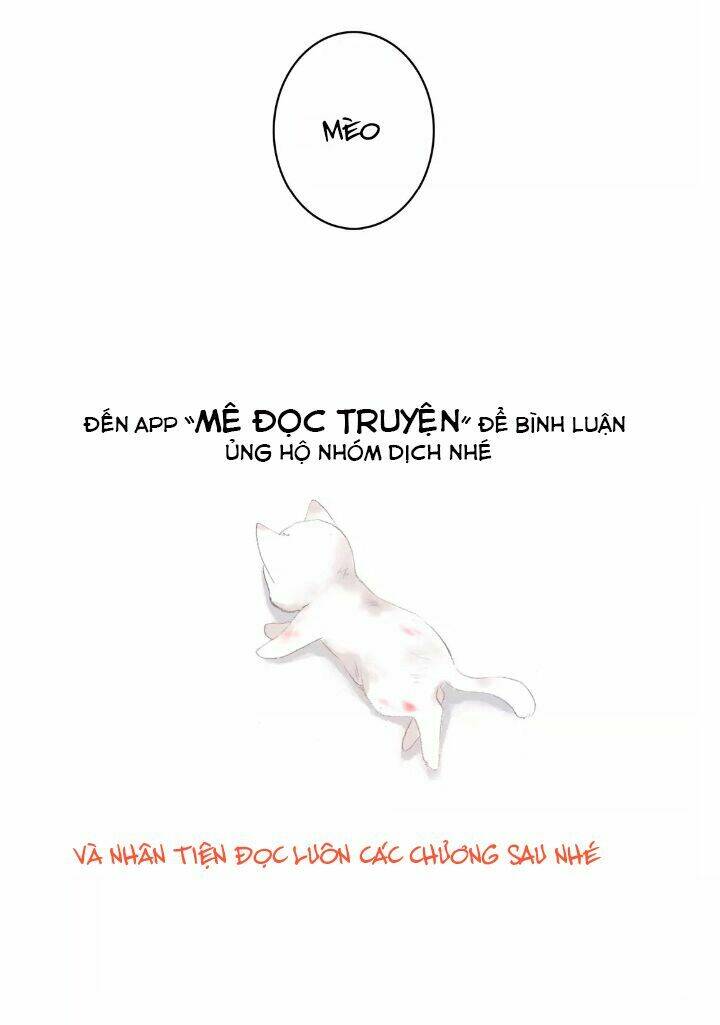 MÈO
ĐẾN APP "MÊ ĐỌC TRUYỆN" ĐỂ BÌNH LUẬN
ỦNG HỘ NHÓM DỊCH NHÉ
VÀ NHÂN TIỆN ĐỌC LUÔN CÁC CHƯƠNG SAU NHÉ